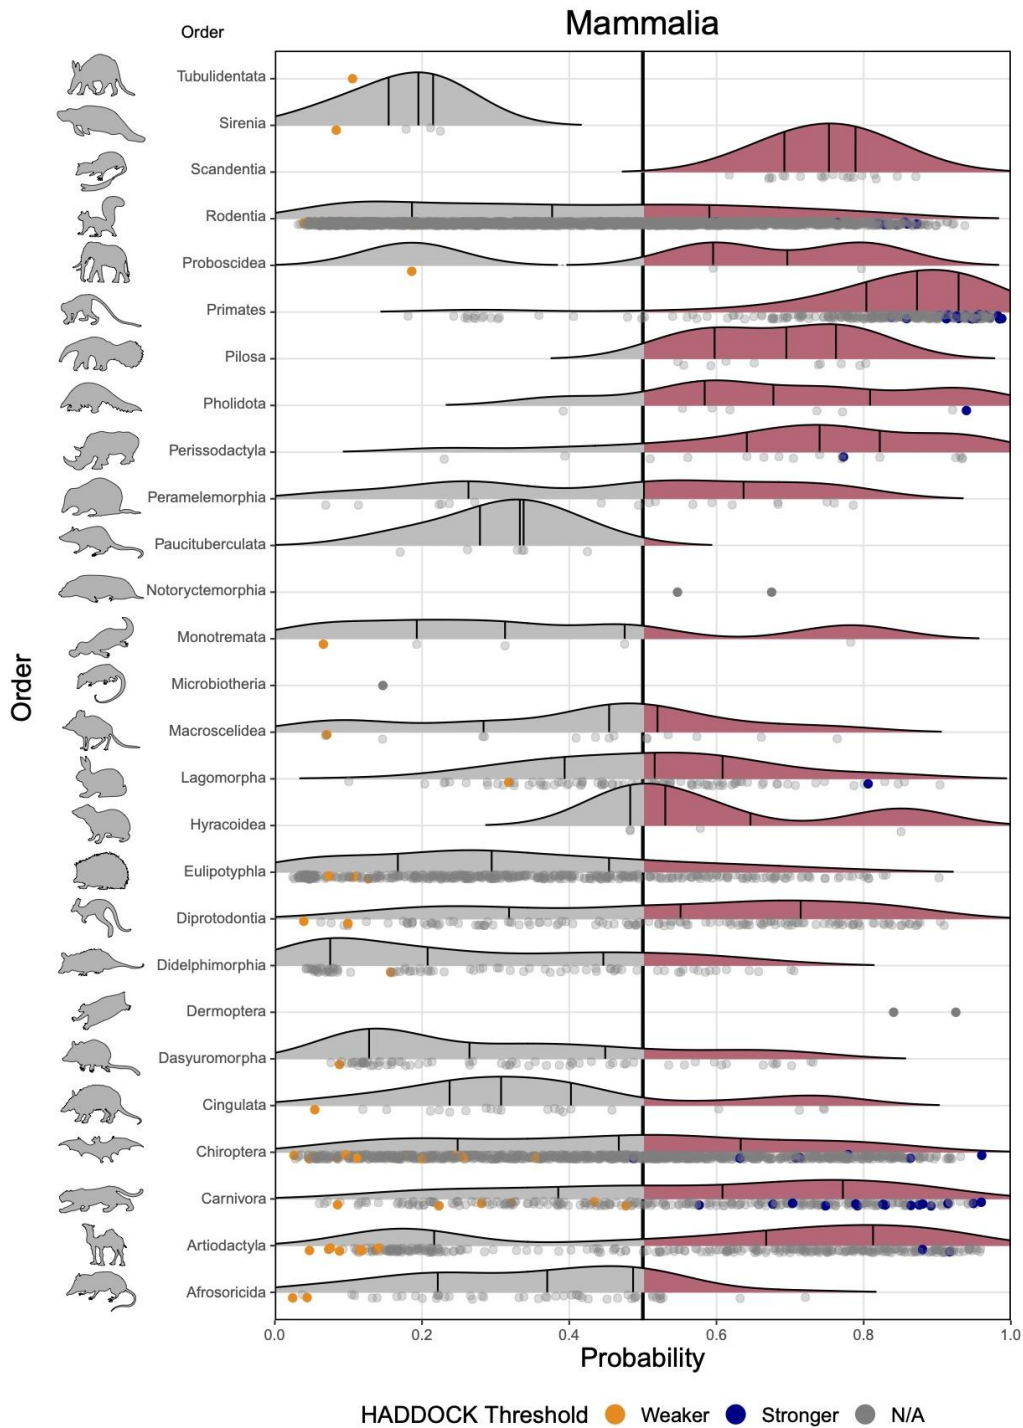 Mammalia
Order
Order
Tubulidentata
Sirenia
Scandentia
Rodentia
Proboscidea
Primates
Pilosa
Pholidota
Perissodactyla
Peramelemorphia
Paucituberculata
Notoryctemorphia
Monotremata
Microbiotheria
Macroscelidea
Lagomorpha
Hyracoidea
Eulipotyphla
Diprotodontia
Didelphimorphia
Dermoptera
Dasyuromorpha
Cingulata
Chiroptera
Carnivora
Artiodactyla
Afrosoricida
0.0 0.2 0.4 0.6 0.8 1.0
Probability
HADDOCK Threshold Weaker Stronger N/A